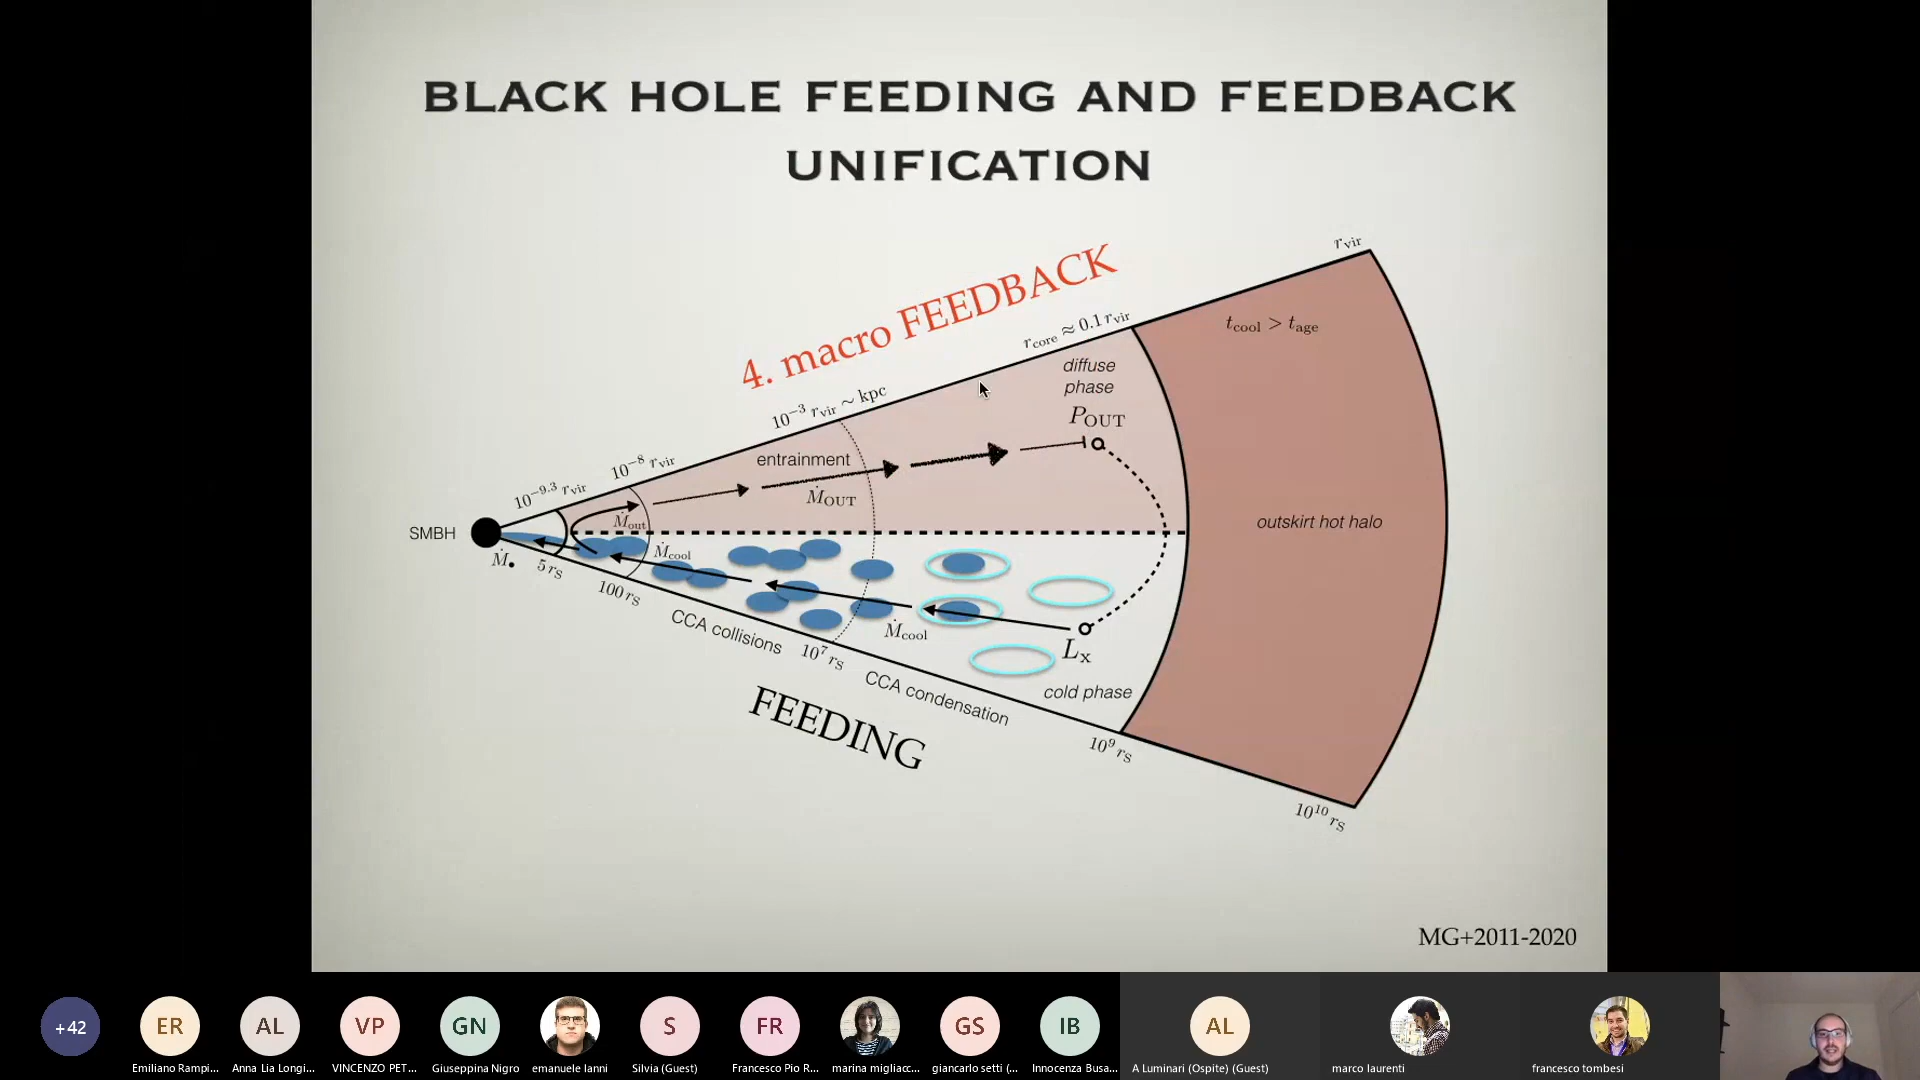 BLACK HOLE FEEDING AND FEEDBACK
UNIFICATION
4. macro FEEDBACK
r_vir
r_core ≈ 0.1 r_vir
t_cool > t_age
diffuse
phase
10^−3 r_vir ∼ kpc
P_OUT
10^−8 r_vir
entrainment
10^−9.3 r_vir
Ṁ_OUT
Ṁ_out
SMBH
outskirt hot halo
Ṁ_cool
Ṁ_•
5 r_S
100 r_S
CCA collisions
Ṁ_cool
L_x
10^7 r_S
CCA condensation
cold phase
FEEDING
10^9 r_S
10^10 r_S
MG+2011-2020
+42
ER
AL
VP
GN
S
FR
GS
IB
AL
Emiliano Rampi...
Anna Lia Longi...
VINCENZO PET...
Giuseppina Nigro
emanuele Ianni
Silvia (Guest)
Francesco Pio R...
marina migliacc...
giancarlo setti (...
Innocenza Busa...
A Luminari (Ospite) (Guest)
marco laurenti
francesco tombesi